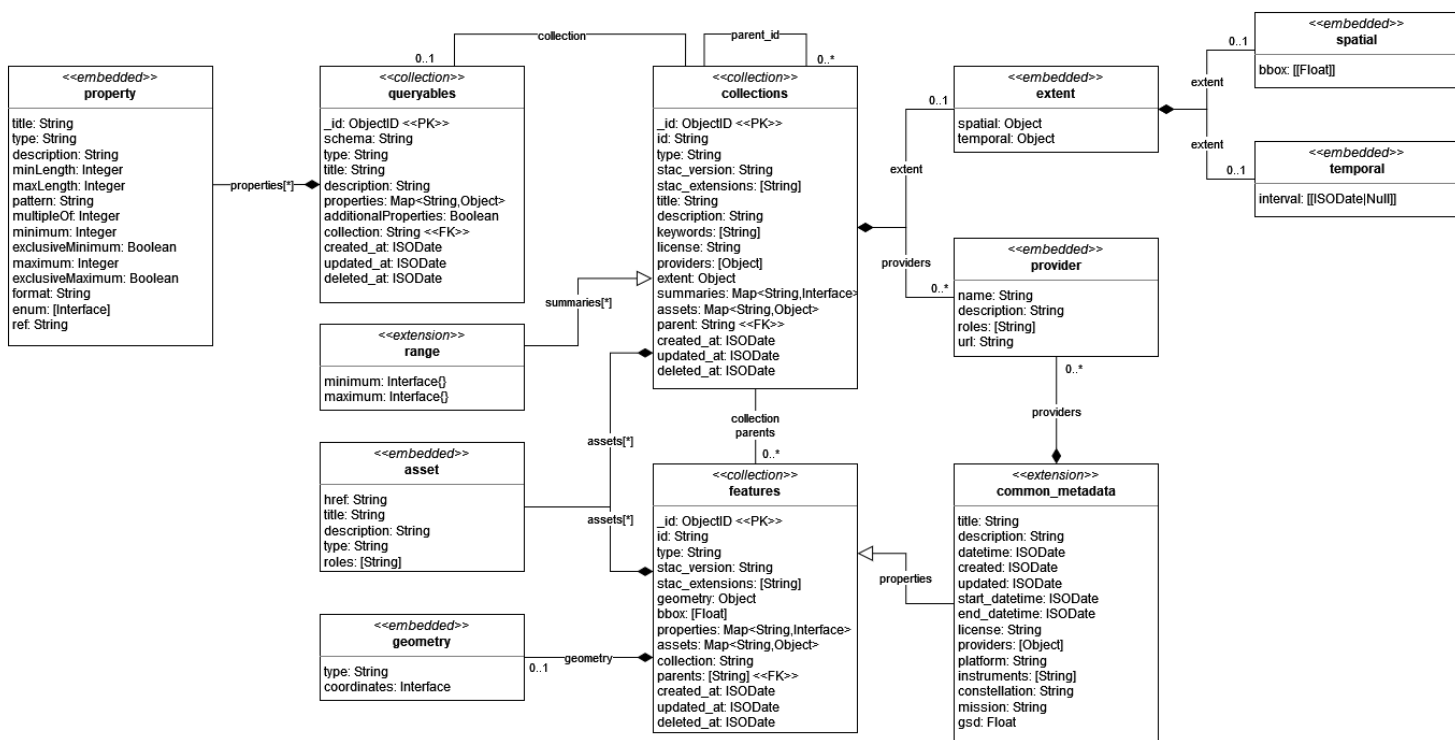 <<embedded>>
property
title: String
type: String
description: String
minLength: Integer
maxLength: Integer
pattern: String
multipleOf: Integer
minimum: Integer
exclusiveMinimum: Boolean
maximum: Integer
exclusiveMaximum: Boolean
format: String
enum: [Interface]
ref: String
properties[*]
collection
0..1
<<collection>>
queryables
_id: ObjectID <<PK>>
schema: String
type: String
title: String
description: String
properties: Map<String,Object>
additionalProperties: Boolean
collection: String <<FK>>
created_at: ISODate
updated_at: ISODate
deleted_at: ISODate
<<extension>>
range
minimum: Interface{}
maximum: Interface{}
summaries[*]
<<embedded>>
asset
href: String
title: String
description: String
type: String
roles: [String]
assets[*]
assets[*]
<<embedded>>
geometry
type: String
coordinates: Interface
0..1
geometry
parent_id
0..*
<<collection>>
collections
_id: ObjectID <<PK>>
id: String
type: String
stac_version: String
stac_extensions: [String]
title: String
description: String
keywords: [String]
license: String
providers: [Object]
extent: Object
summaries: Map<String,Interface>
assets: Map<String,Object>
parent: String <<FK>>
created_at: ISODate
updated_at: ISODate
deleted_at: ISODate
collection
parents
0..*
<<collection>>
features
_id: ObjectID <<PK>>
id: String
type: String
stac_version: String
stac_extensions: [String]
geometry: Object
bbox: [Float]
properties: Map<String,Interface>
assets: Map<String,Object>
collection: String
parents: [String] <<FK>>
created_at: ISODate
updated_at: ISODate
deleted_at: ISODate
extent
0..1
<<embedded>>
extent
spatial: Object
temporal: Object
providers
0..*
<<embedded>>
provider
name: String
description: String
roles: [String]
url: String
0..*
providers
<<extension>>
common_metadata
title: String
description: String
datetime: ISODate
created: ISODate
updated: ISODate
start_datetime: ISODate
end_datetime: ISODate
license: String
providers: [Object]
platform: String
instruments: [String]
constellation: String
mission: String
gsd: Float
properties
extent
0..1
<<embedded>>
spatial
bbox: [[Float]]
extent
0..1
<<embedded>>
temporal
interval: [[ISODate|Null]]